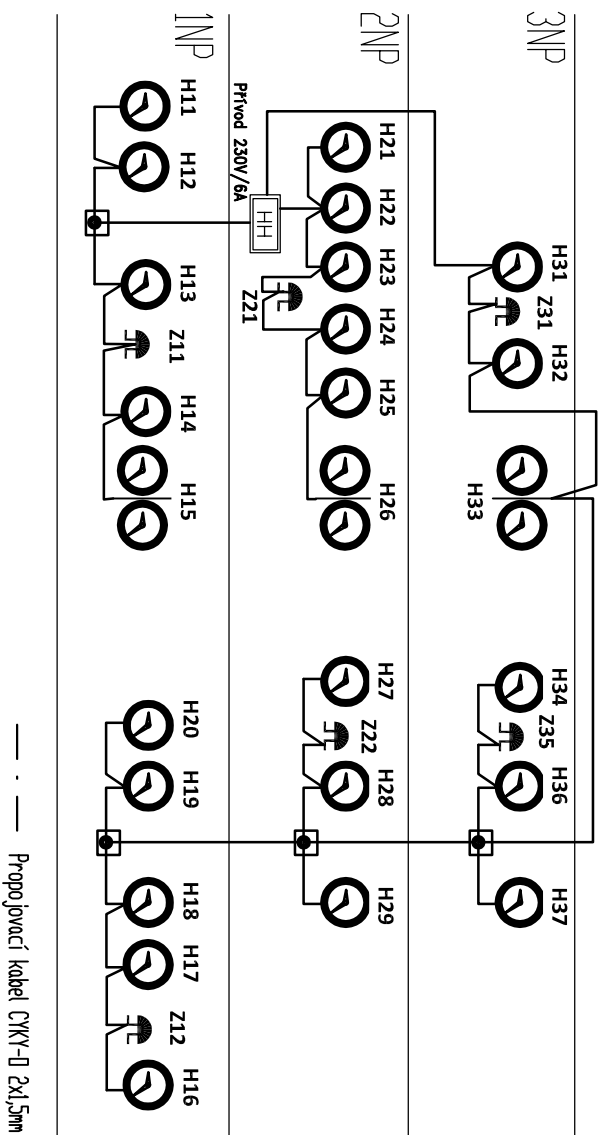 3NP
H31
Z31
H32
H33
H34
Z35
H36
H37
2NP
H21
H22
H23
Z21
H24
H25
H26
H27
Z22
H28
H29
Přívod 230V/6A
HH
1NP
H11
H12
H13
Z11
H14
H15
H20
H19
H18
H17
Z12
H16
Propojovací kabel CYKY-O 2x1,5mm